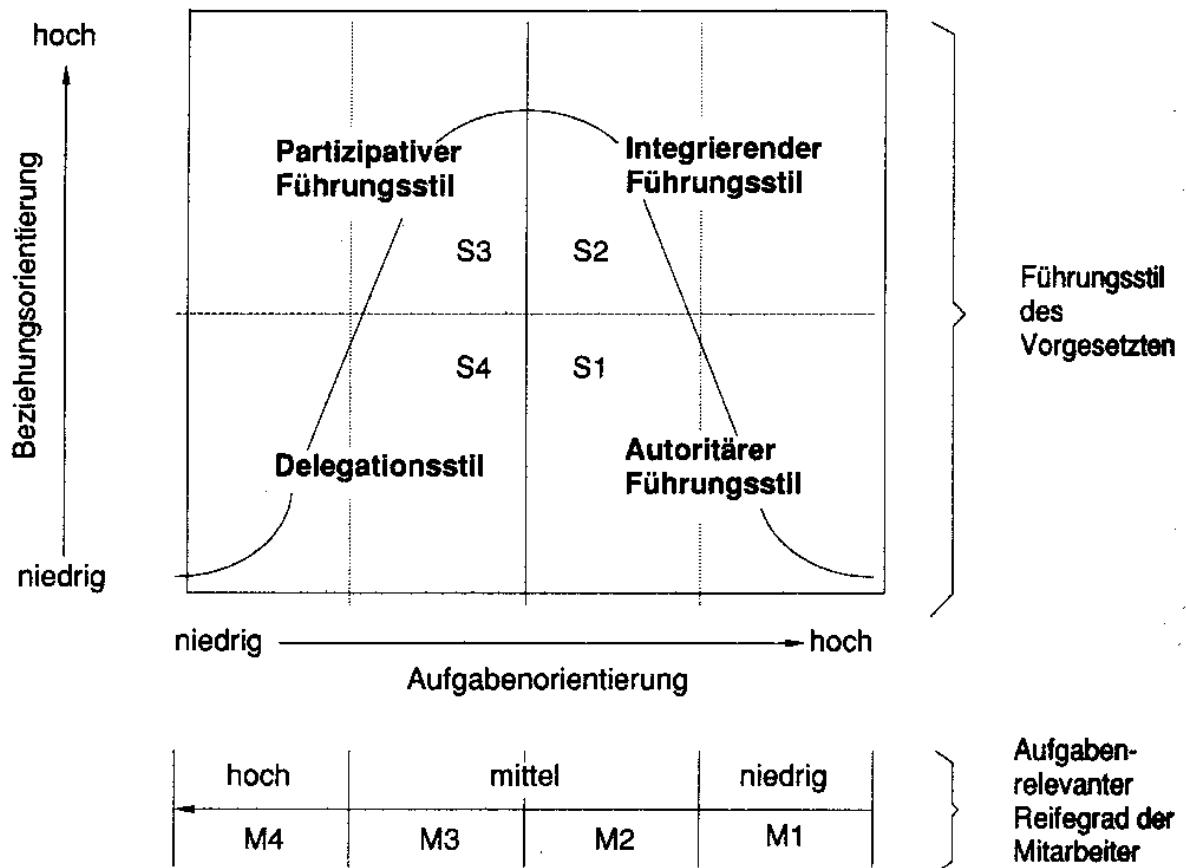 hoch
Beziehungsorientierung
niedrig
Partizipativer
Führungsstil
Integrierender
Führungsstil
S3
S2
S4
S1
Delegationsstil
Autoritärer
Führungsstil
Führungsstil
des
Vorgesetzten
niedrig
hoch
Aufgabenorientierung
hoch
mittel
niedrig
M4
M3
M2
M1
Aufgaben-
relevanter
Reifegrad der
Mitarbeiter